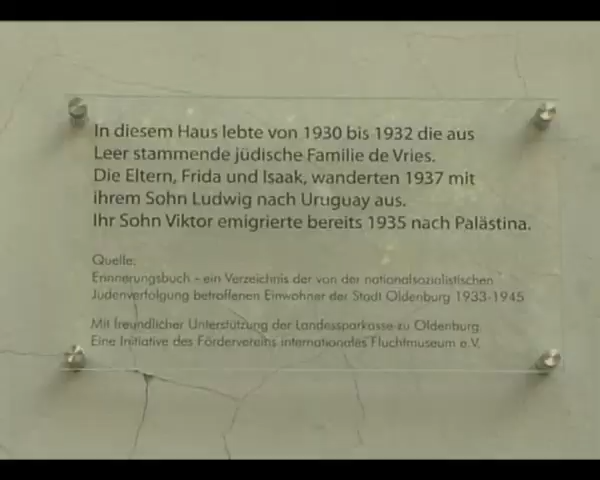 In diesem Haus lebte von 1930 bis 1932 die aus
Leer stammende jüdische Familie de Vries.
Die Eltern, Frida und Isaak, wanderten 1937 mit
ihrem Sohn Ludwig nach Uruguay aus.
Ihr Sohn Viktor emigrierte bereits 1935 nach Palästina.
Quelle:
Erinnerungsbuch – ein Verzeichnis der von der nationalsozialistischen
Judenverfolgung betroffenen Einwohner der Stadt Oldenburg 1933-1945
Mit freundlicher Unterstützung der Landessparkasse zu Oldenburg.
Eine Initiative des Fördervereins internationales Fluchtmuseum e.V.